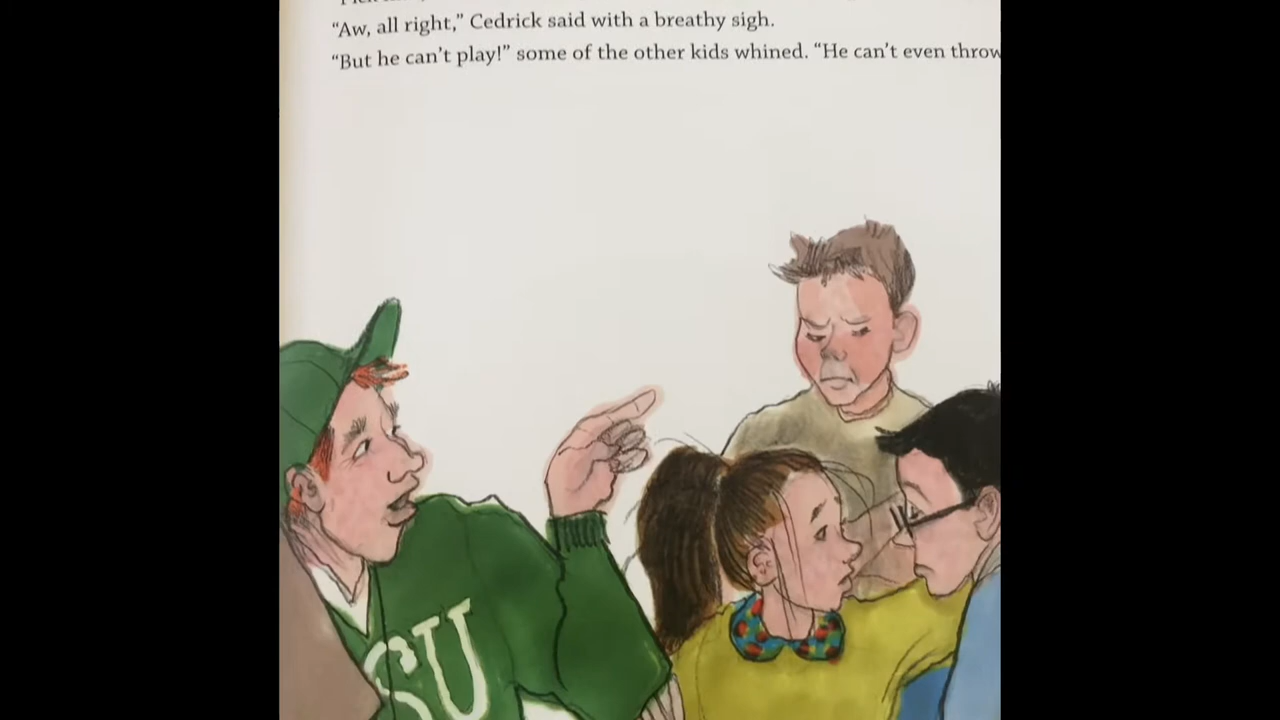 “Aw, all right,” Cedrick said with a breathy sigh.
“But he can’t play!” some of the other kids whined. “He can’t even throw
SU